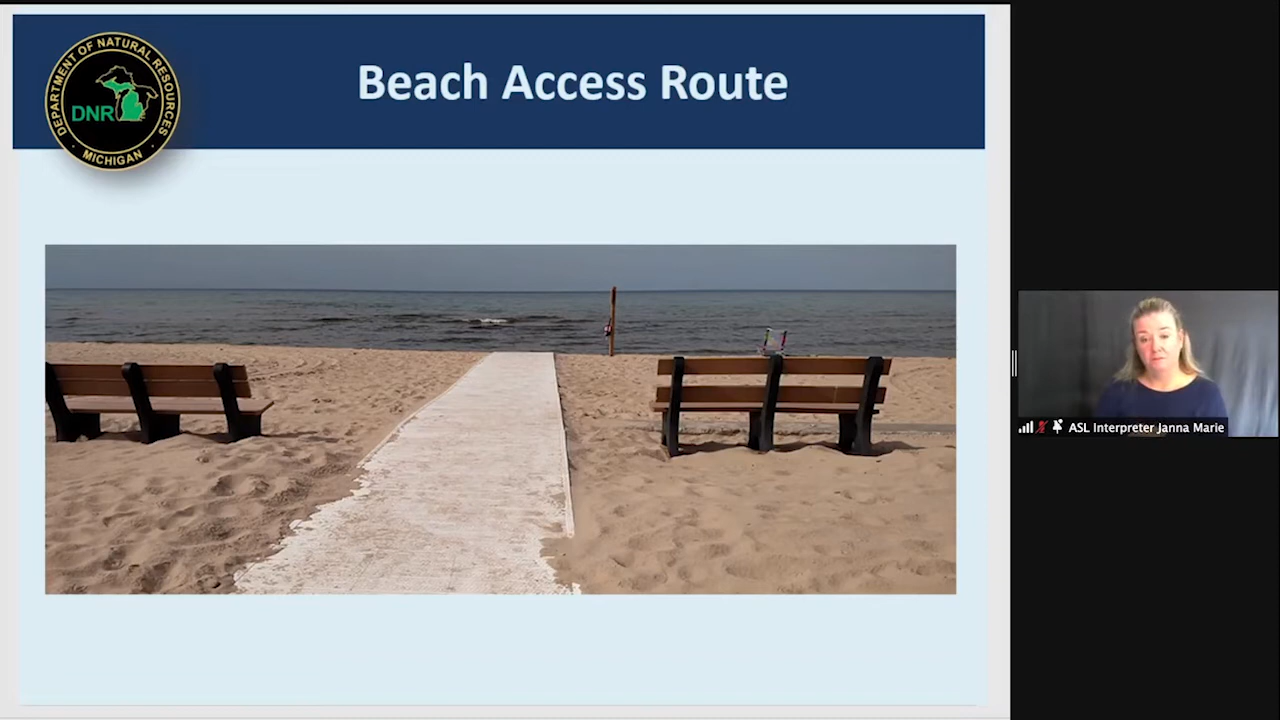 DEPARTMENT OF NATURAL RESOURCES
DNR
MICHIGAN
Beach Access Route
ASL Interpreter Janna Marie